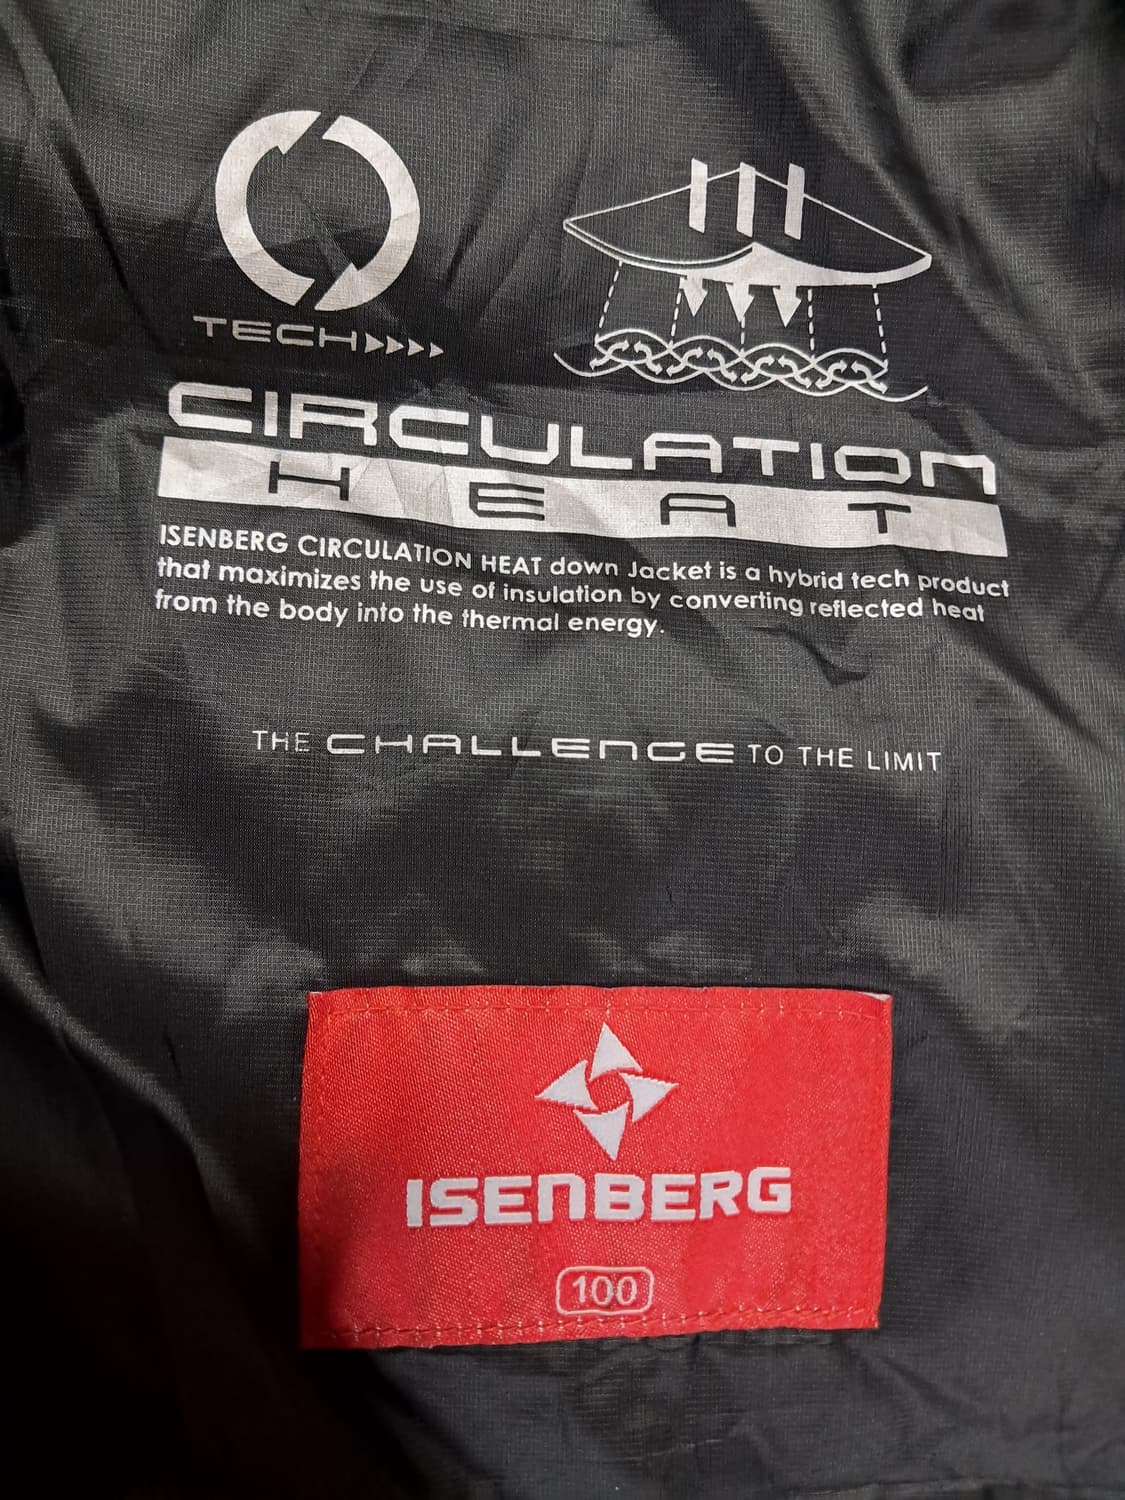 TECH
CIRCULATION
HEAT
ISENBERG CIRCULATION HEAT down Jacket is a hybrid tech product
that maximizes the use of insulation by converting reflected heat
from the body into the thermal energy.
THE CHALLENGE TO THE LIMIT
ISENBERG
100